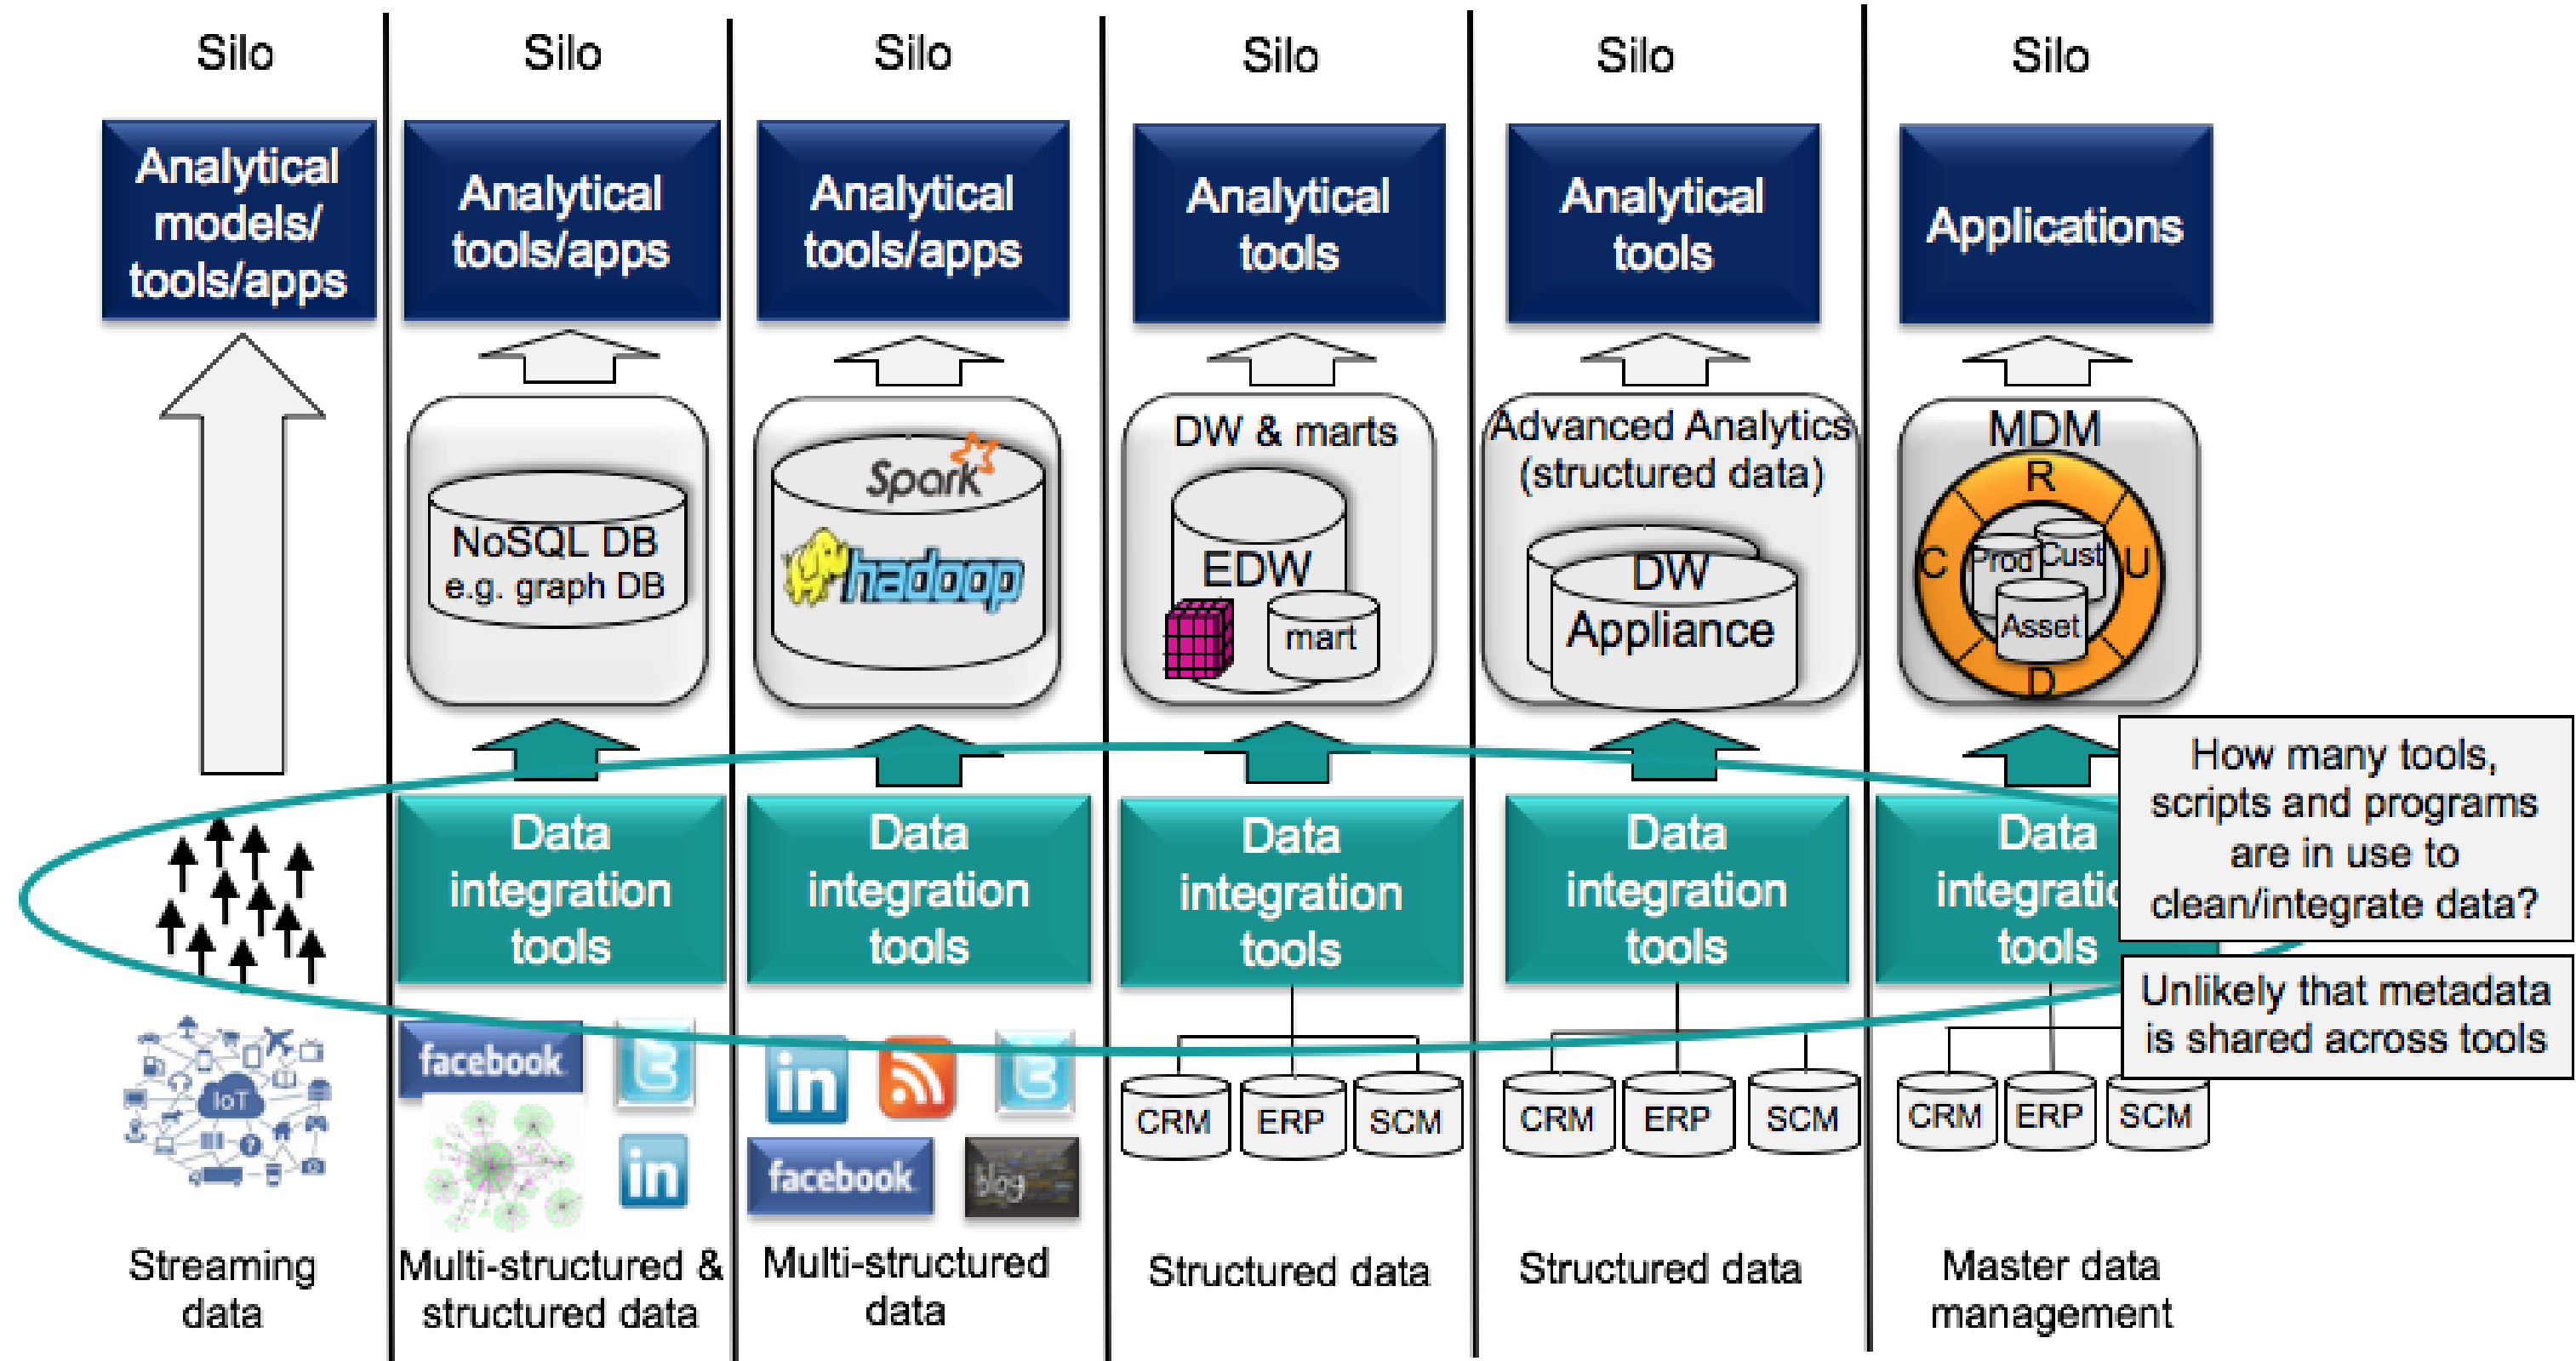 Silo
Silo
Silo
Silo
Silo
Silo
Analytical
models/
tools/apps
Analytical
tools/apps
Analytical
tools/apps
Analytical
tools
Analytical
tools
Applications
NoSQL DB
e.g. graph DB
Spark
hadoop
DW & marts
EDW
mart
Advanced Analytics
(structured data)
DW
Appliance
MDM
R
C
U
D
Prod
Cust
Asset
Data
integration
tools
Data
integration
tools
Data
integration
tools
Data
integration
tools
Data
integratio
tools
How many tools,
scripts and programs
are in use to
clean/integrate data?
Unlikely that metadata
is shared across tools
IoT
facebook
t
in
in
t
facebook
blog
CRM
ERP
SCM
CRM
ERP
SCM
CRM
ERP
SCM
Streaming
data
Multi-structured &
structured data
Multi-structured
data
Structured data
Structured data
Master data
management